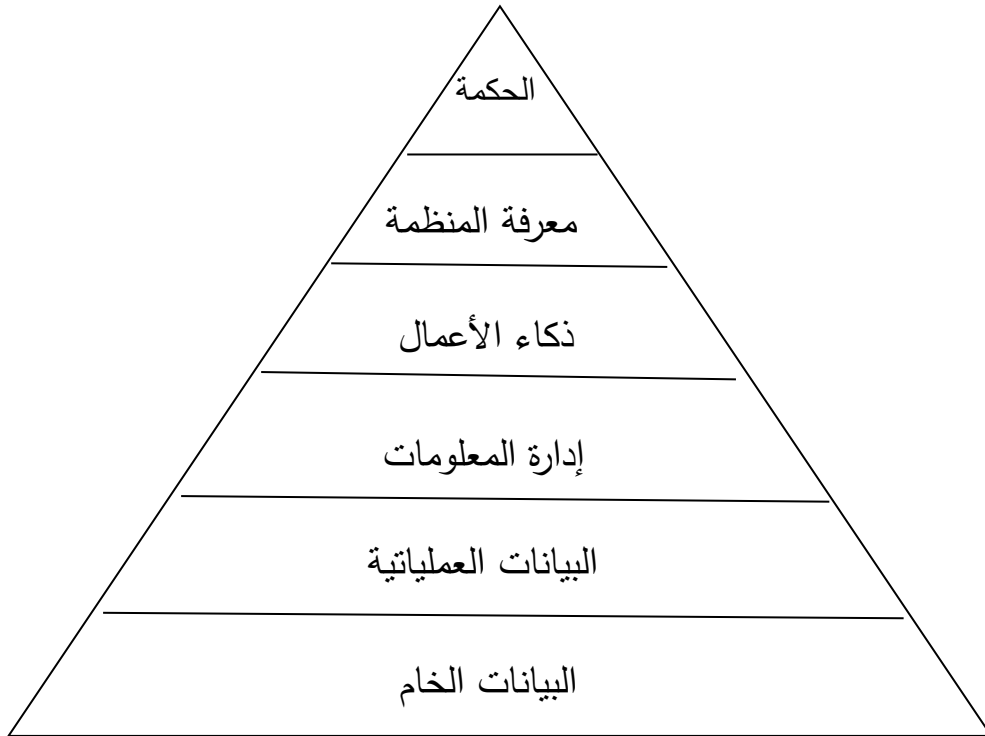 الحكمة
معرفة المنظمة
ذكاء الأعمال
إدارة المعلومات
البيانات العملياتية
البيانات الخام